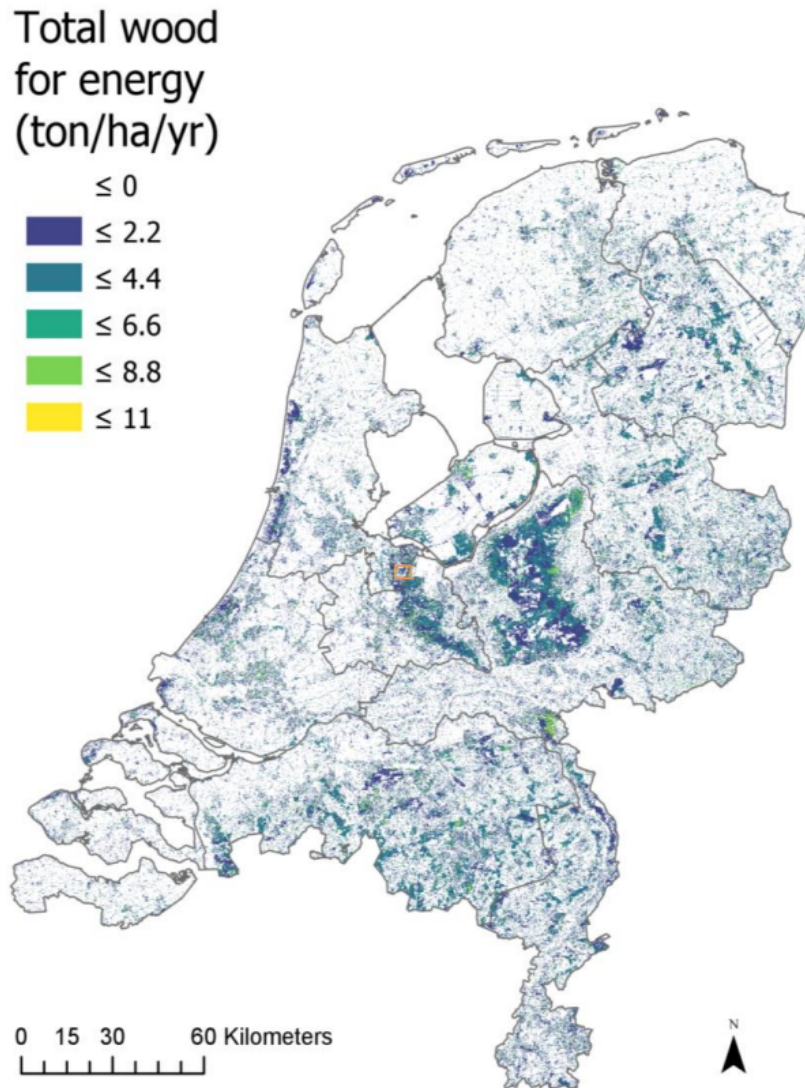 Total wood
for energy
(ton/ha/yr)
≤ 0
≤ 2.2
≤ 4.4
≤ 6.6
≤ 8.8
≤ 11
0 15 30 60 Kilometers
N